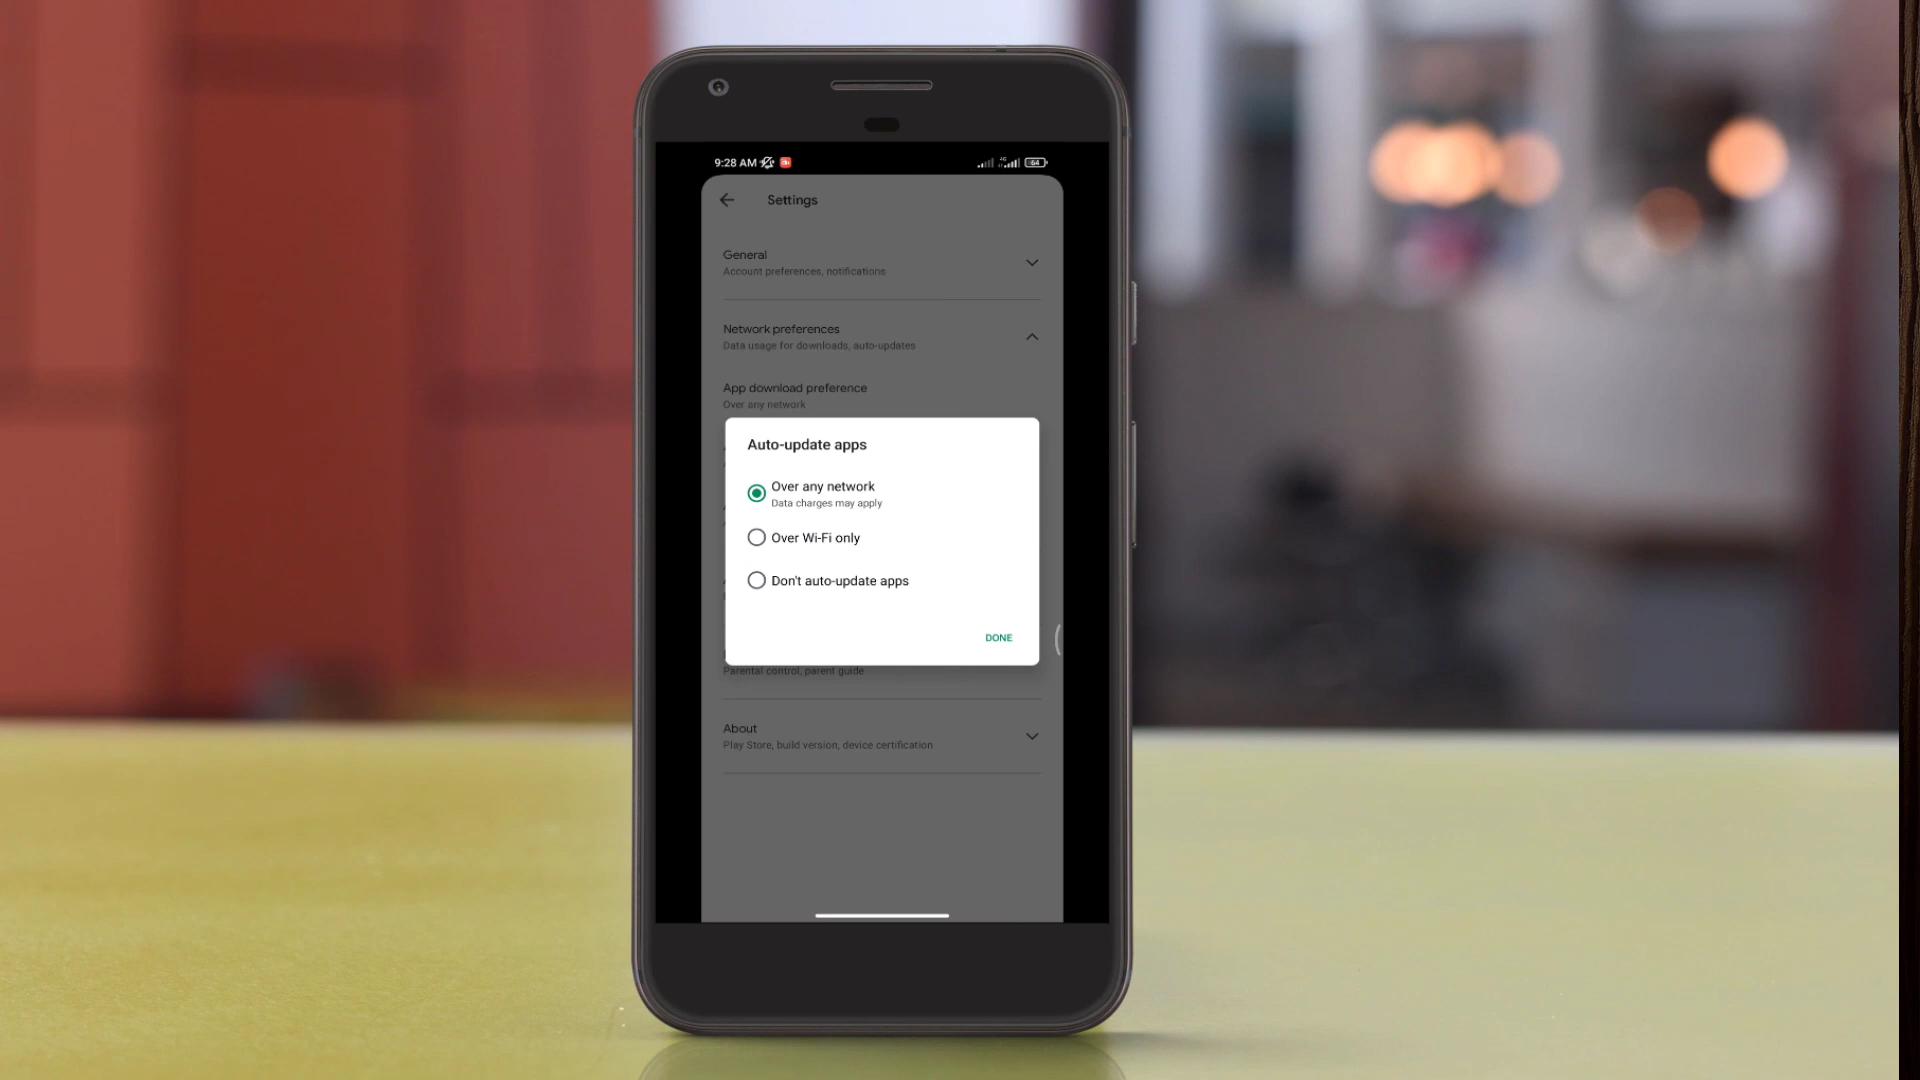 9:28 AM
4G
64
Settings
General
Account preferences, notifications
Network preferences
Data usage for downloads, auto-updates
App download preference
Over any network
Auto-update apps
Over any network
Data charges may apply
Over Wi-Fi only
Don't auto-update apps
DONE
Parental control, parent guide
About
Play Store, build version, device certification